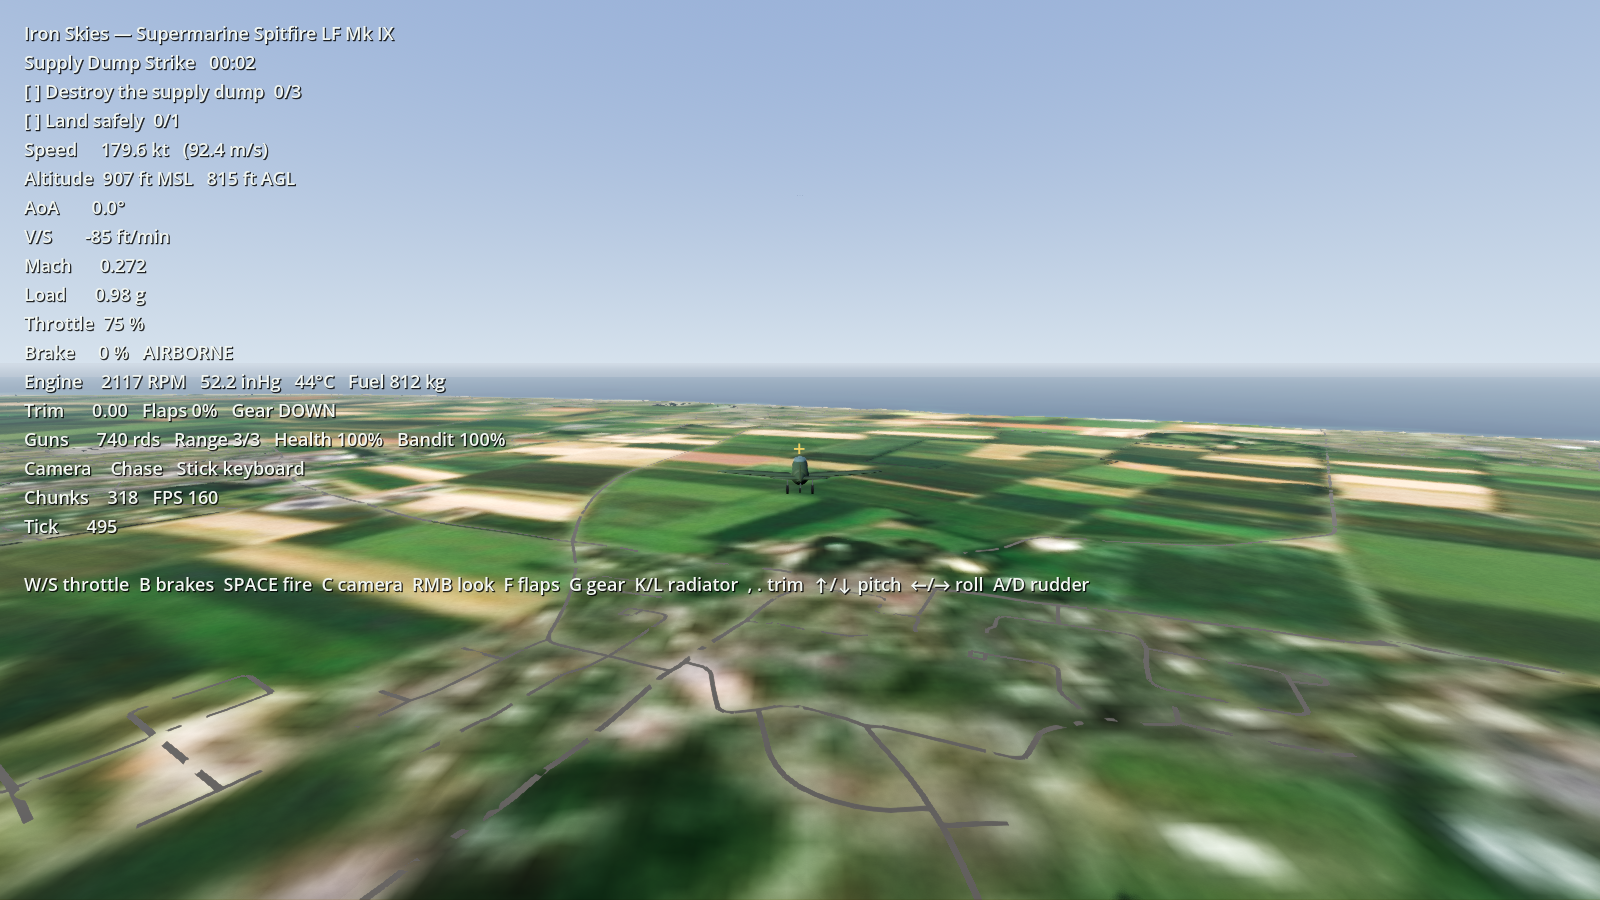 Iron Skies — Supermarine Spitfire LF Mk IX
Supply Dump Strike 00:02
[ ] Destroy the supply dump 0/3
[ ] Land safely 0/1
Speed 179.6 kt (92.4 m/s)
Altitude 907 ft MSL 815 ft AGL
AoA 0.0°
V/S -85 ft/min
Mach 0.272
Load 0.98 g
Throttle 75 %
Brake 0 % AIRBORNE
Engine 2117 RPM 52.2 inHg 44°C Fuel 812 kg
Trim 0.00 Flaps 0% Gear DOWN
Guns 740 rds Range 3/3 Health 100% Bandit 100%
Camera Chase Stick keyboard
Chunks 318 FPS 160
Tick 495
W/S throttle B brakes SPACE fire C camera RMB look F flaps G gear K/L radiator , . trim ↑/↓ pitch ←/→ roll A/D rudder